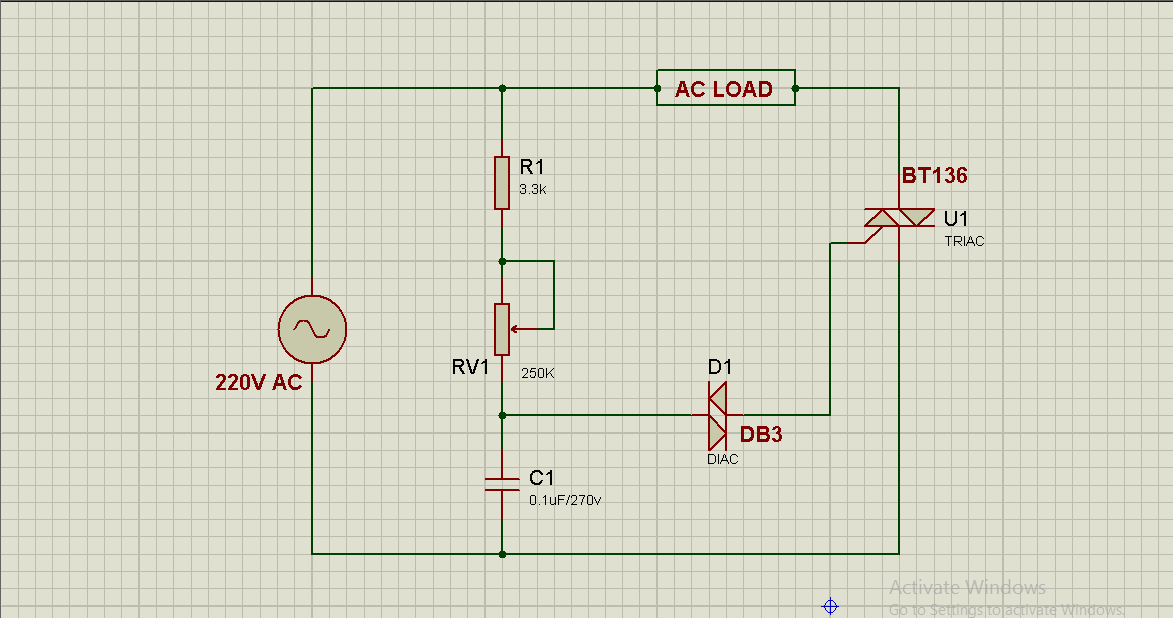 AC LOAD
R1
3.3k
BT136
U1
TRIAC
220V AC
RV1
250K
D1
DB3
DIAC
C1
0.1uF/270v
Activate Windows
Go to Settings to activate Windows.